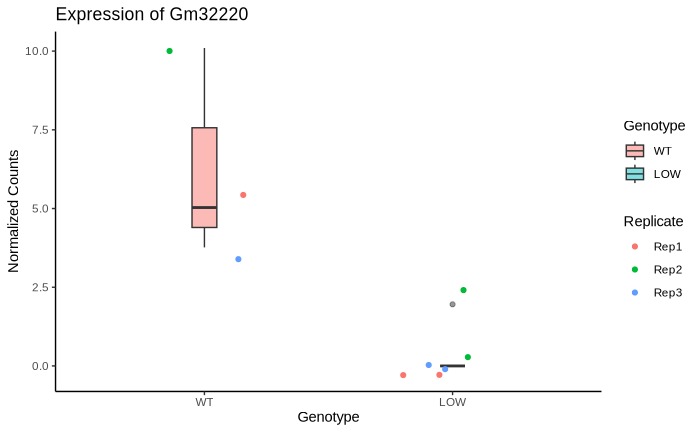 Expression of Gm32220
10.0
7.5
5.0
2.5
0.0
Normalized Counts
WT
LOW
Genotype
Genotype
WT
LOW
Replicate
Rep1
Rep2
Rep3